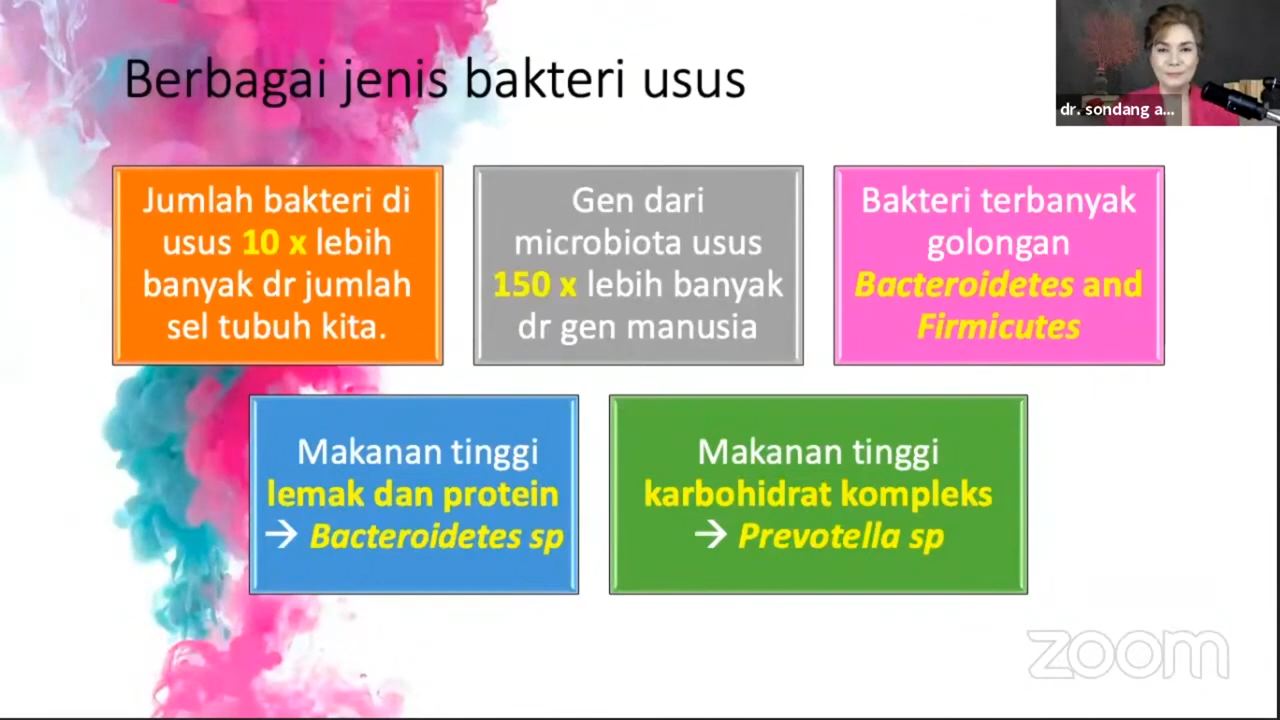 Berbagai jenis bakteri usus
dr. sondang a...
Jumlah bakteri di
usus 10 x lebih
banyak dr jumlah
sel tubuh kita.
Gen dari
microbiota usus
150 x lebih banyak
dr gen manusia
Bakteri terbanyak
golongan
Bacteroidetes and
Firmicutes
Makanan tinggi
lemak dan protein
→ Bacteroidetes sp
Makanan tinggi
karbohidrat kompleks
→ Prevotella sp
zoom